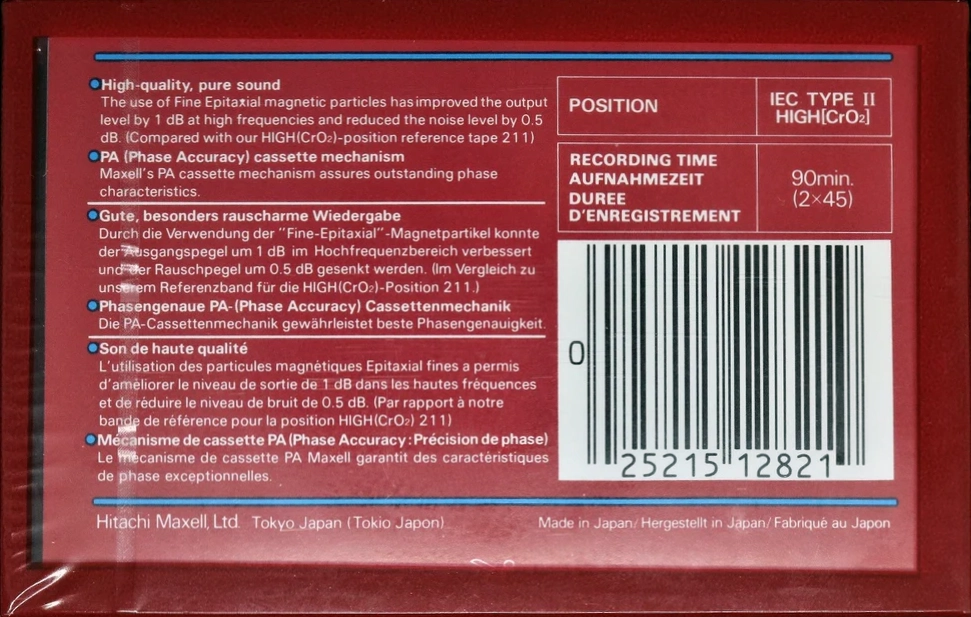 ●High-quality, pure sound
The use of Fine Epitaxial magnetic particles has improved the output
level by 1 dB at high frequencies and reduced the noise level by 0.5
dB. (Compared with our HIGH(CrO₂)-position reference tape 211)
●PA (Phase Accuracy) cassette mechanism
Maxell's PA cassette mechanism assures outstanding phase
characteristics.
●Gute, besonders rauscharme Wiedergabe
Durch die Verwendung der "Fine-Epitaxial"-Magnetpartikel konnte
der Ausgangspegel um 1 dB im Hochfrequenzbereich verbessert
und der Rauschpegel um 0.5 dB gesenkt werden. (Im Vergleich zu
unserem Referenzband für die HIGH(CrO₂)-Position 211.)
●Phasengenaue PA-(Phase Accuracy) Cassettenmechanik
Die PA-Cassettenmechanik gewährleistet beste Phasengenauigkeit.
●Son de haute qualité
L'utilisation des particules magnétiques Epitaxial fines a permis
d'améliorer le niveau de sortie de 1 dB dans les hautes fréquences
et de réduire le niveau de bruit de 0.5 dB. (Par rapport à notre
bande de référence pour la position HIGH(CrO₂) 211)
●Mécanisme de cassette PA (Phase Accuracy: Précision de phase)
Le mécanisme de cassette PA Maxell garantit des caractéristiques
de phase exceptionnelles.
POSITION
IEC TYPE II
HIGH[CrO₂]
RECORDING TIME
AUFNAHMEZEIT
DUREE
D'ENREGISTREMENT
90min.
(2×45)
0 25215 12821
Hitachi Maxell, Ltd. Tokyo Japan (Tokio Japon)
Made in Japan/Hergestellt in Japan/Fabriqué au Japon